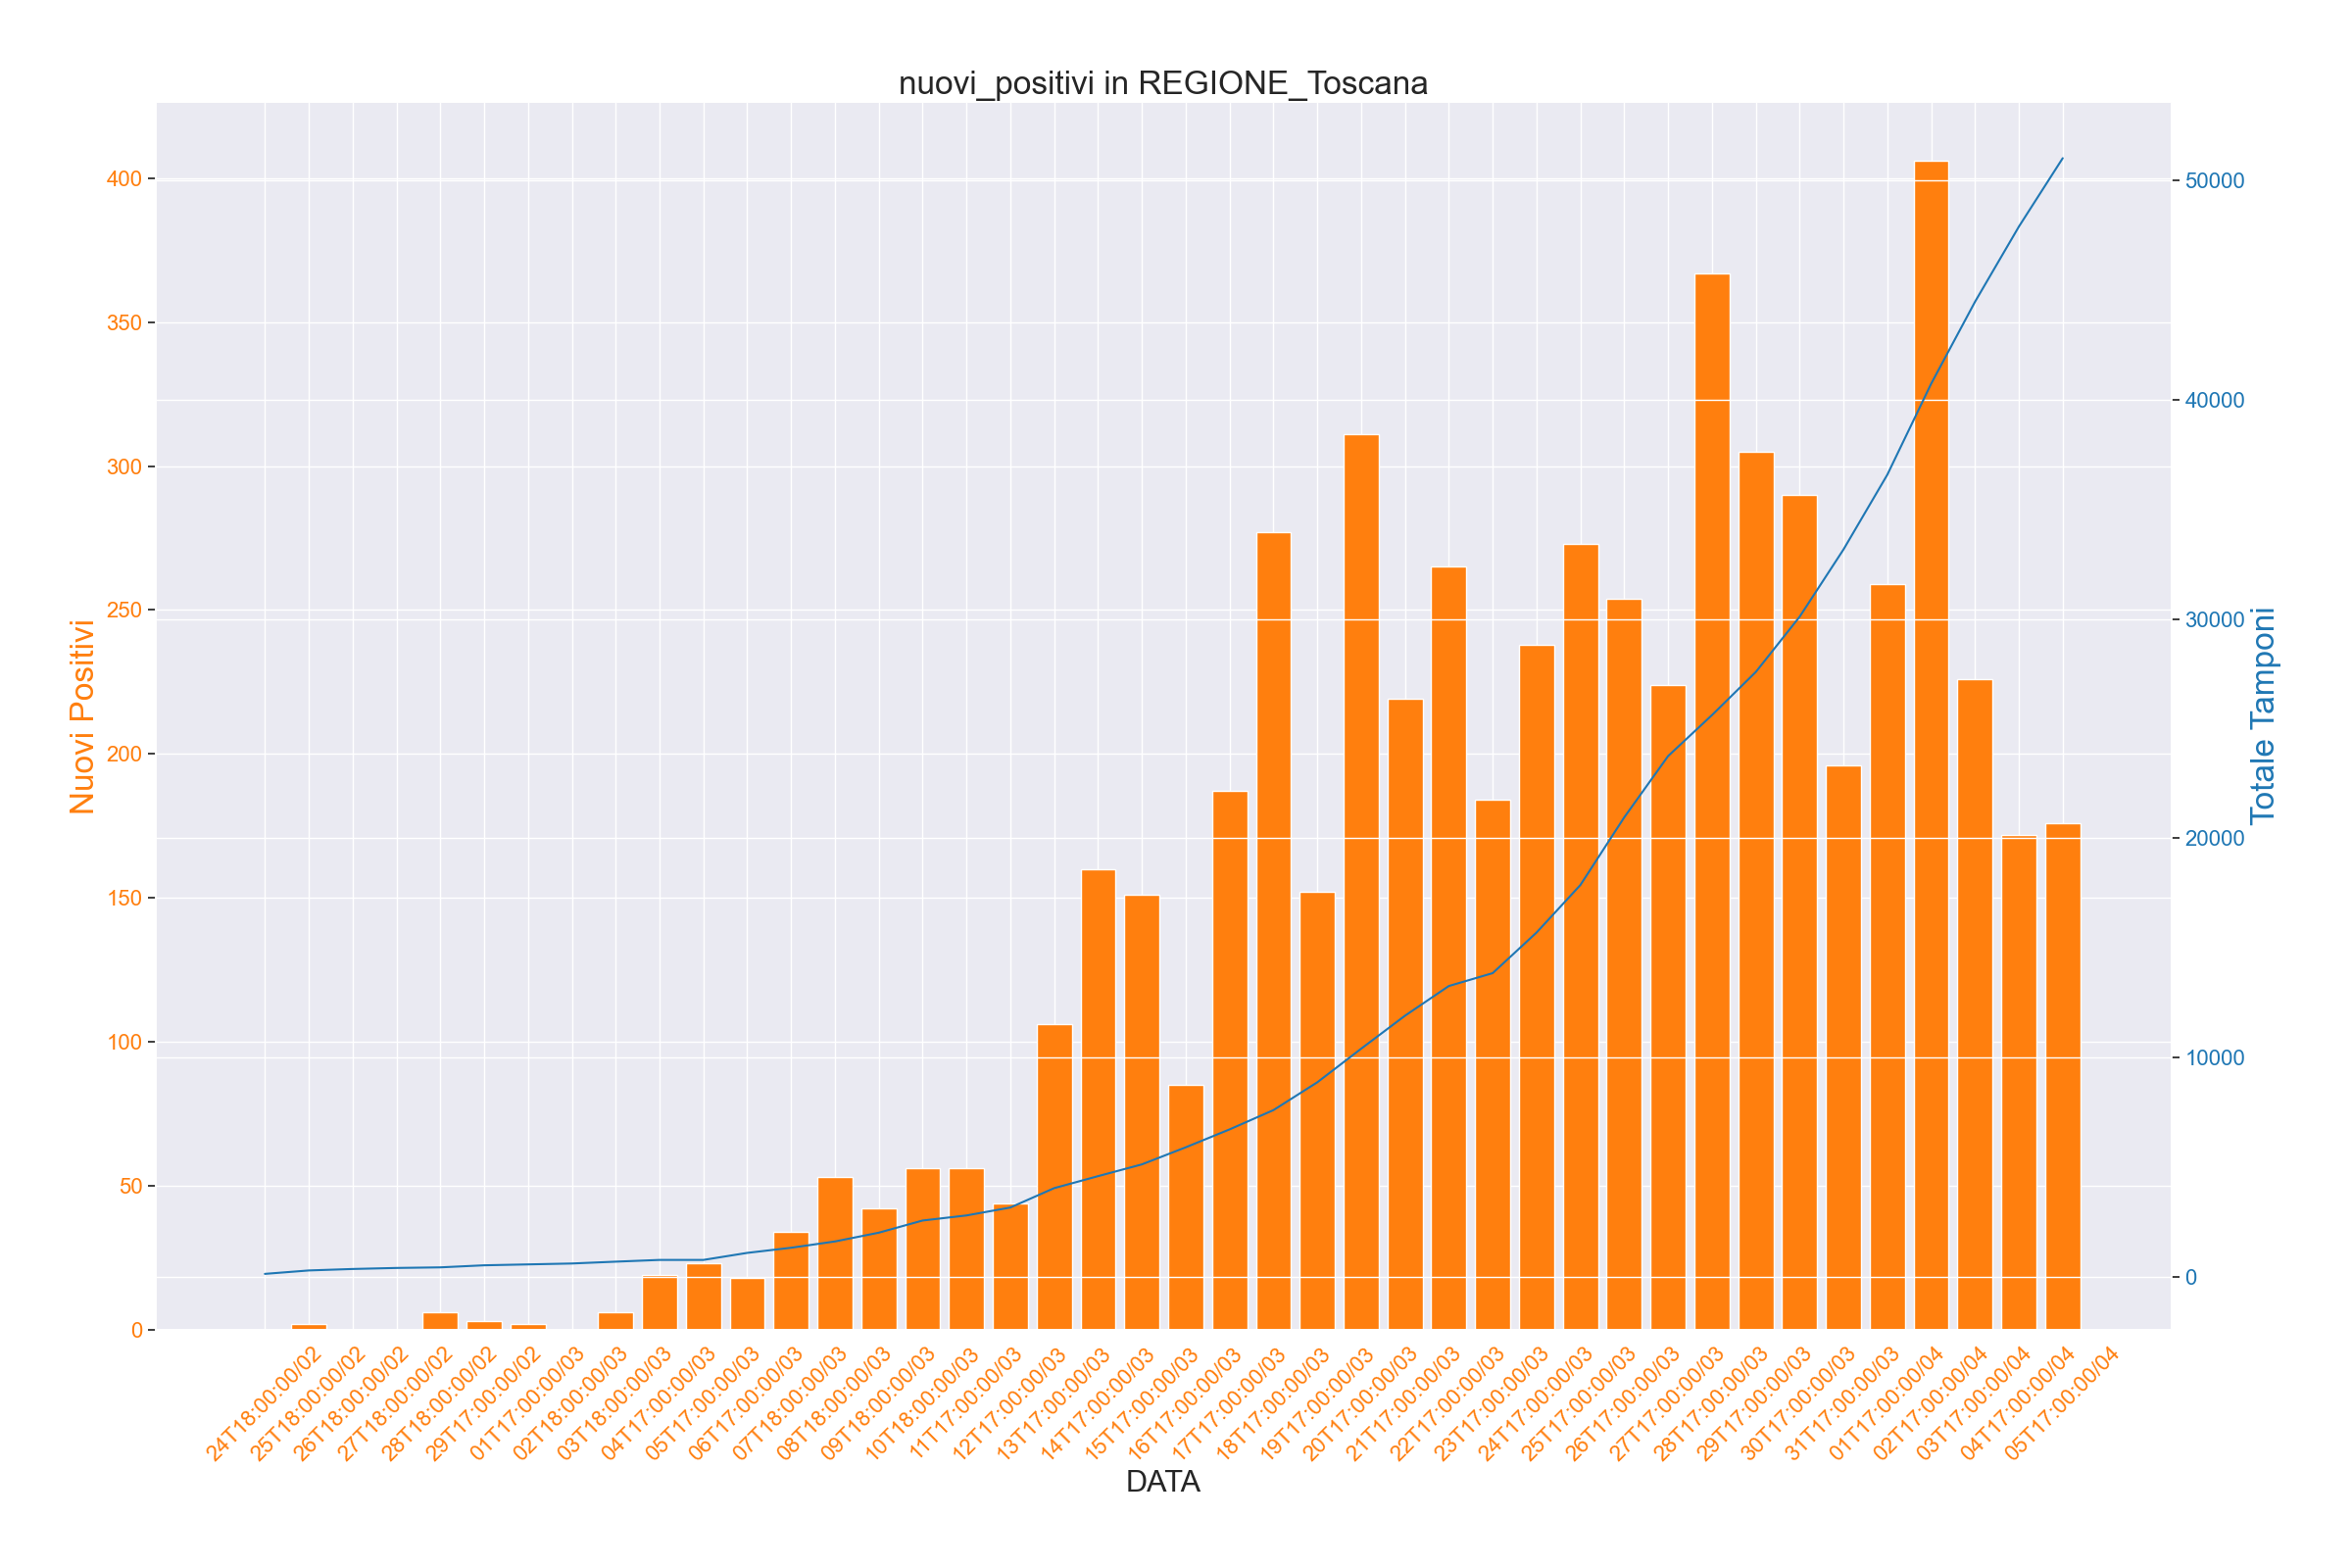 nuovi_positivi in REGIONE_Toscana
400
350
300
250
200
150
100
50
0
Nuovi Positivi
50000
40000
30000
20000
10000
0
Totale Tamponi
24T18:00:00/02
25T18:00:00/02
26T18:00:00/02
27T18:00:00/02
28T18:00:00/02
29T17:00:00/02
01T17:00:00/03
02T18:00:00/03
03T18:00:00/03
04T17:00:00/03
05T17:00:00/03
06T17:00:00/03
07T18:00:00/03
08T18:00:00/03
09T18:00:00/03
10T18:00:00/03
11T17:00:00/03
12T17:00:00/03
13T17:00:00/03
14T17:00:00/03
15T17:00:00/03
16T17:00:00/03
17T17:00:00/03
18T17:00:00/03
19T17:00:00/03
20T17:00:00/03
21T17:00:00/03
22T17:00:00/03
23T17:00:00/03
24T17:00:00/03
25T17:00:00/03
26T17:00:00/03
27T17:00:00/03
28T17:00:00/03
29T17:00:00/03
30T17:00:00/03
31T17:00:00/03
01T17:00:00/04
02T17:00:00/04
03T17:00:00/04
04T17:00:00/04
05T17:00:00/04
DATA